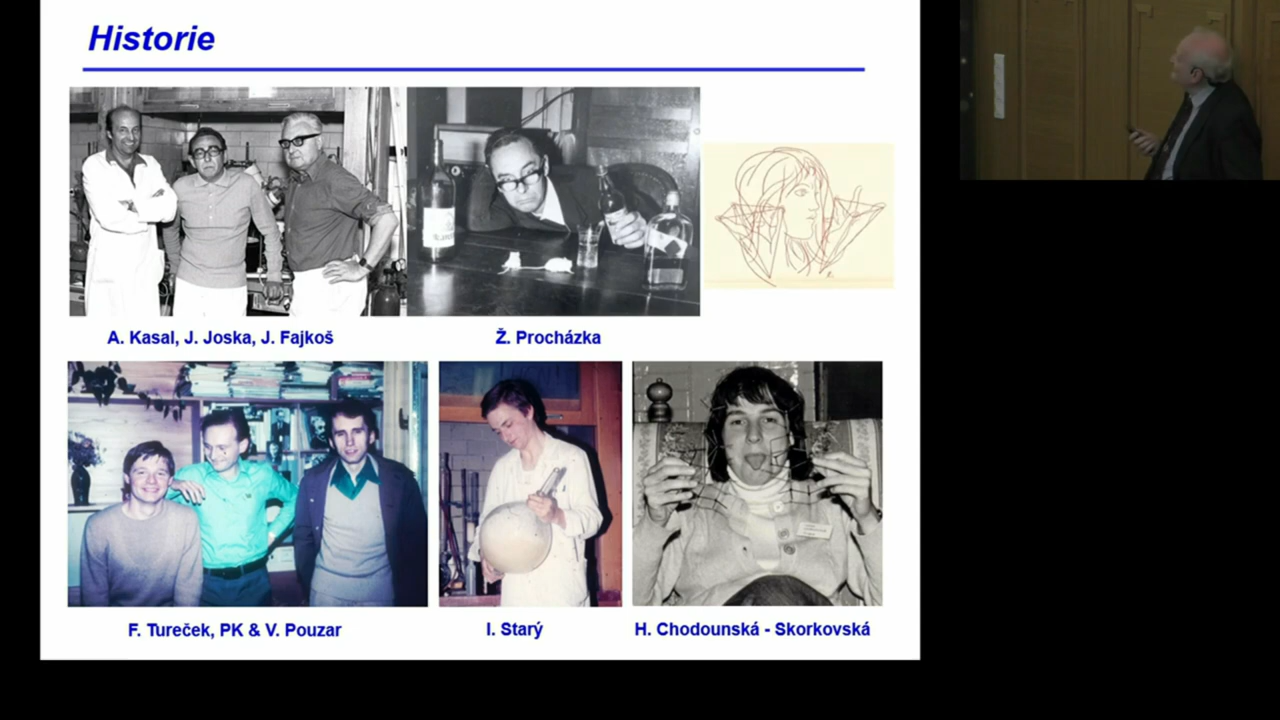 Historie
A. Kasal, J. Joska, J. Fajkoš
Ž. Procházka
F. Tureček, PK & V. Pouzar
I. Starý
H. Chodounská - Skorkovská